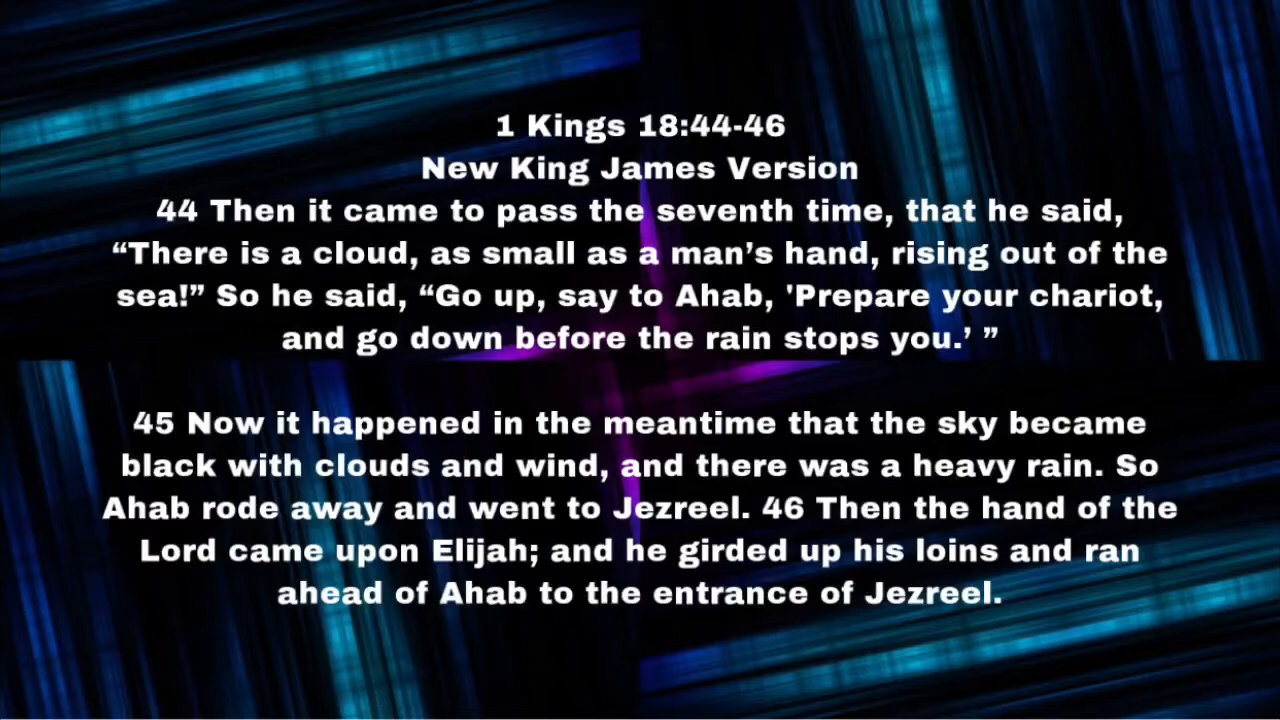 1 Kings 18:44-46
New King James Version
44 Then it came to pass the seventh time, that he said,
“There is a cloud, as small as a man’s hand, rising out of the
sea!” So he said, “Go up, say to Ahab, 'Prepare your chariot,
and go down before the rain stops you.’ ”
45 Now it happened in the meantime that the sky became
black with clouds and wind, and there was a heavy rain. So
Ahab rode away and went to Jezreel. 46 Then the hand of the
Lord came upon Elijah; and he girded up his loins and ran
ahead of Ahab to the entrance of Jezreel.